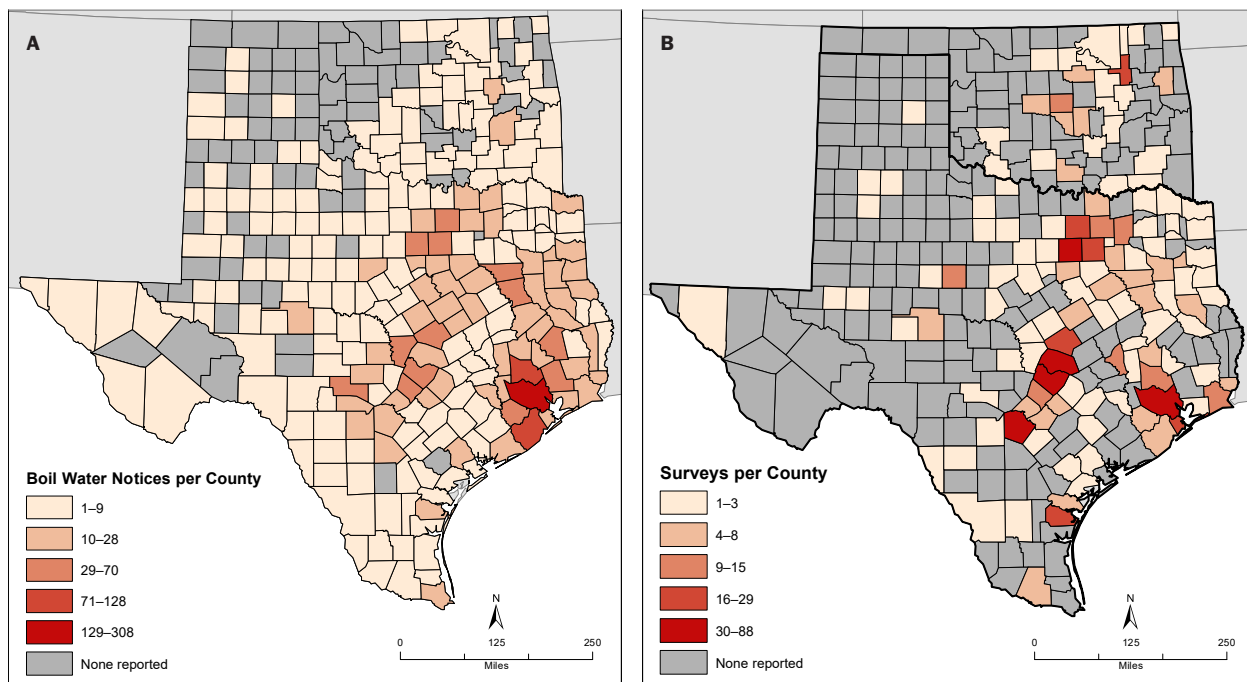 A
Boil Water Notices per County
1–9
10–28
29–70
71–128
129–308
None reported
N
0 125 250
Miles
B
Surveys per County
1–3
4–8
9–15
16–29
30–88
None reported
N
0 125 250
Miles